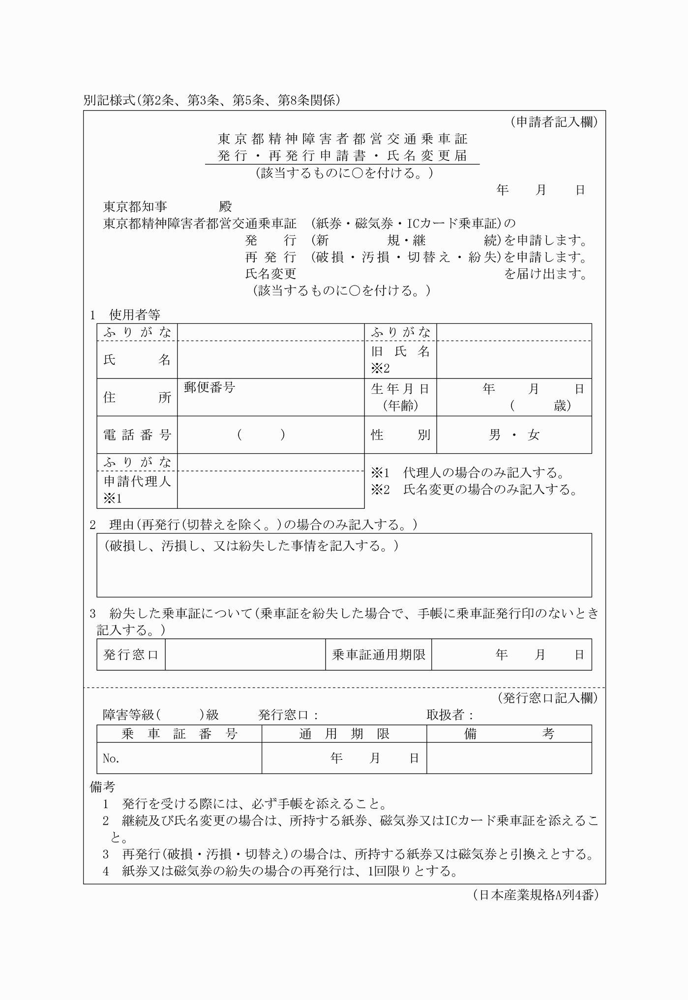 別記様式(第2条、第3条、第5条、第8条関係)
(申請者記入欄)
東京都精神障害者都営交通乗車証
発行・再発行申請書・氏名変更届
(該当するものに○を付ける。)
年 月 日
東京都知事 殿
東京都精神障害者都営交通乗車証 (紙券・磁気券・ICカード乗車証)の
発行 (新規・継続)を申請します。
再発行 (破損・汚損・切替え・紛失)を申請します。
氏名変更 を届け出ます。
(該当するものに○を付ける。)
1 使用者等
ふりがな ふりがな
氏名 旧氏名
※2
住所 郵便番号 生年月日 年 月 日
(年齢) ( 歳)
電話番号 ( ) 性別 男・女
ふりがな
申請代理人
※1
※1 代理人の場合のみ記入する。
※2 氏名変更の場合のみ記入する。
2 理由(再発行(切替えを除く。)の場合のみ記入する。)
(破損し、汚損し、又は紛失した事情を記入する。)
3 紛失した乗車証について(乗車証を紛失した場合で、手帳に乗車証発行印のないとき
記入する。)
発行窓口 乗車証通用期限 年 月 日
(発行窓口記入欄)
障害等級( )級 発行窓口: 取扱者:
乗車証番号 通用期限 備考
No. 年 月 日
備考
1 発行を受ける際には、必ず手帳を添えること。
2 継続及び氏名変更の場合は、所持する紙券、磁気券又はICカード乗車証を添えるこ
と。
3 再発行(破損・汚損・切替え)の場合は、所持する紙券又は磁気券と引換えとする。
4 紙券又は磁気券の紛失の場合の再発行は、1回限りとする。
(日本産業規格A列4番)